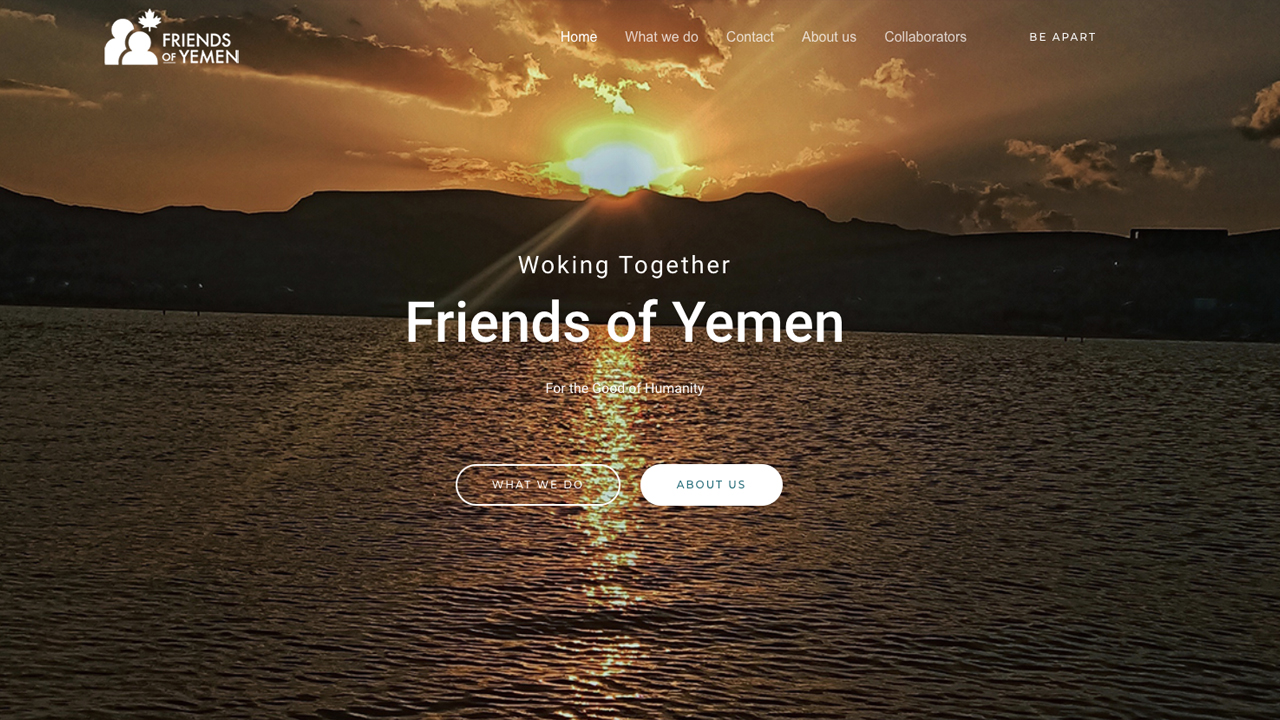 FRIENDS
OF YEMEN
Home What we do Contact About us Collaborators BE APART
Woking Together
Friends of Yemen
For the Good of Humanity
WHAT WE DO ABOUT US